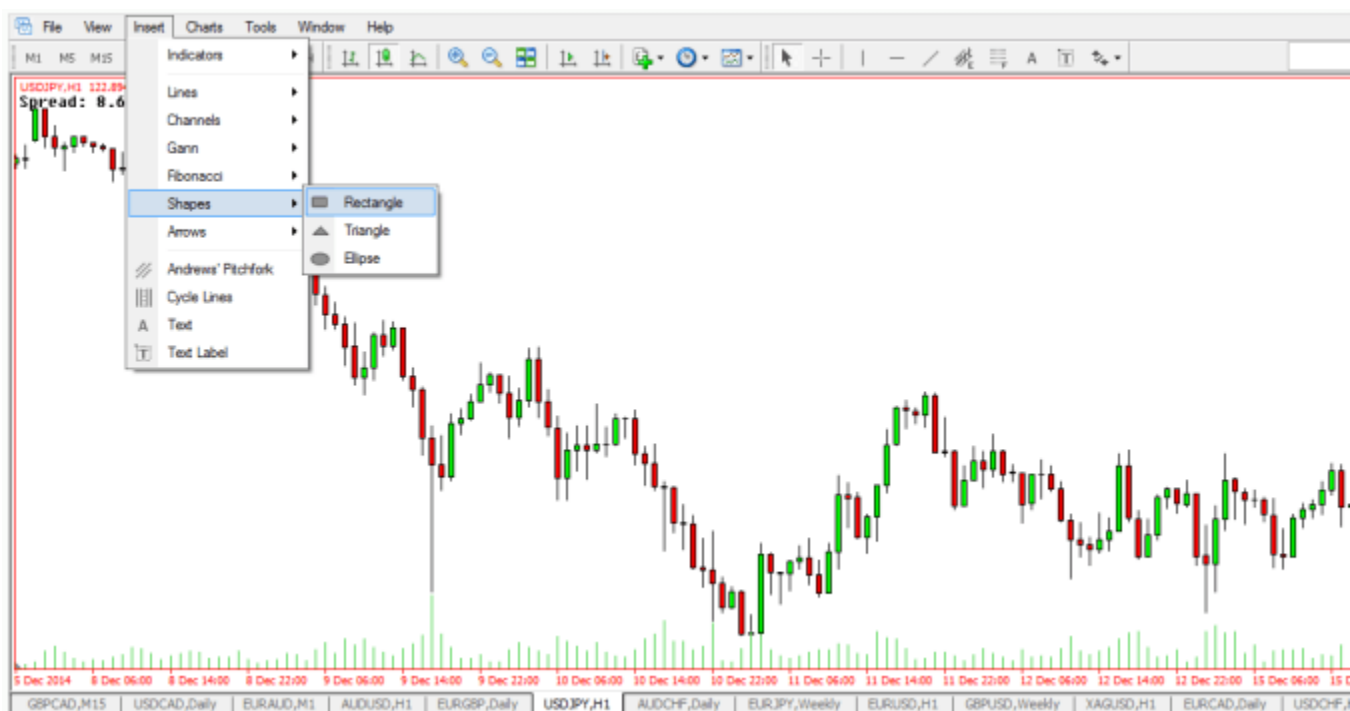 File View Insert Charts Tools Window Help
M1 M5 M15
USDJPY,H1 122.894
Spread: 8.6
Indicators
Lines
Channels
Gann
Fibonacci
Shapes
Arrows
Andrews' Pitchfork
Cycle Lines
Text
Text Label
Rectangle
Triangle
Ellipse
5 Dec 2014 8 Dec 06:00 8 Dec 14:00 8 Dec 22:00 9 Dec 06:00 9 Dec 14:00 9 Dec 22:00 10 Dec 06:00 10 Dec 14:00 10 Dec 22:00 11 Dec 06:00 11 Dec 14:00 11 Dec 22:00 12 Dec 06:00 12 Dec 14:00 12 Dec 22:00 15 Dec 06:00 15 D
GBPCAD,M15 USDCAD,Daily EURAUD,M1 AUDUSD,H1 EURGBP,Daily USDJPY,H1 AUDCHF,Daily EURJPY,Weekly EURUSD,H1 GBPUSD,Weekly XAGUSD,H1 EURCAD,Daily USDCHF,